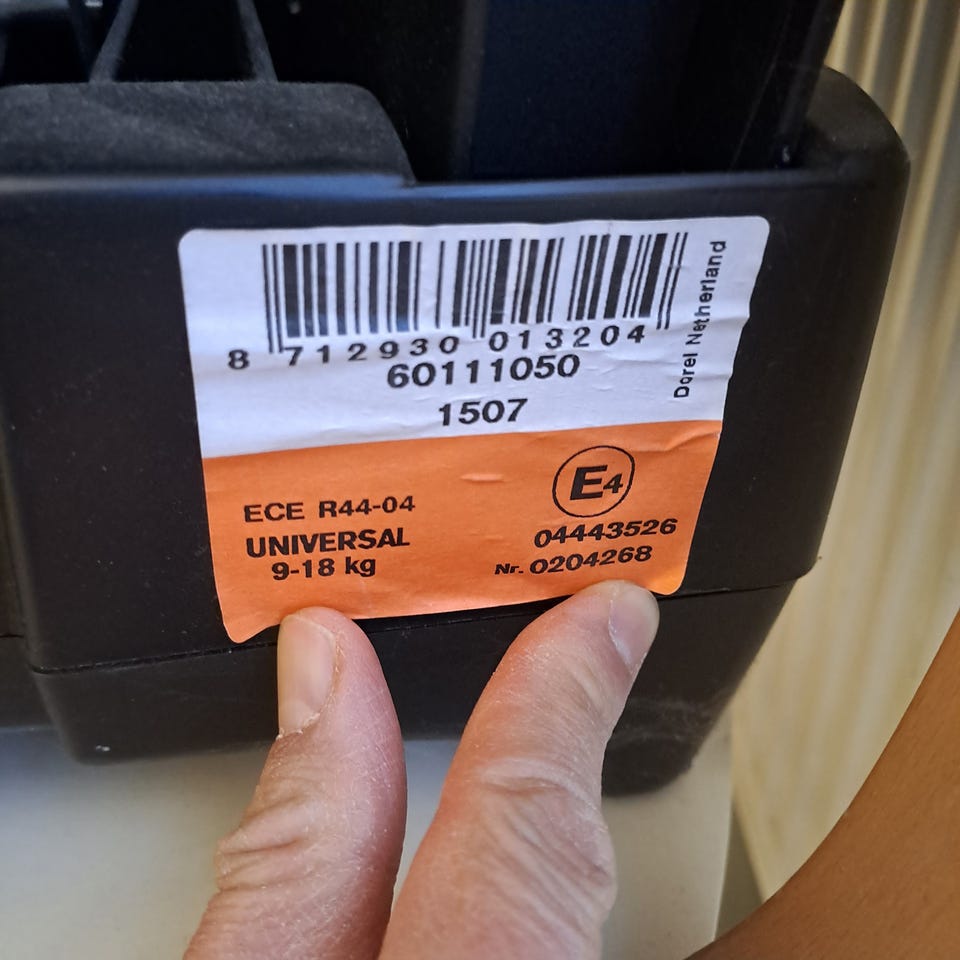 8 712930 013204
60111050
1507
Dorel Netherland
ECE R44-04
UNIVERSAL
9-18 kg
E4
04443526
Nr. 0204268